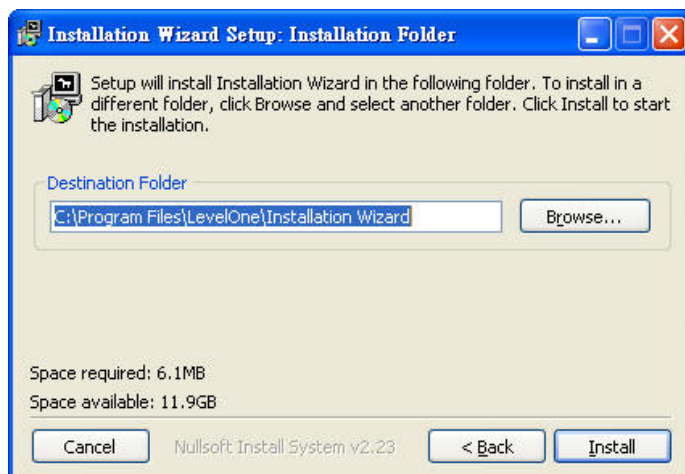 Installation Wizard Setup: Installation Folder
Setup will install Installation Wizard in the following folder. To install in a
different folder, click Browse and select another folder. Click Install to start
the installation.
Destination Folder
C:\Program Files\LevelOne\Installation Wizard
Browse...
Space required: 6.1MB
Space available: 11.9GB
Cancel
Nullsoft Install System v2.23
< Back
Install